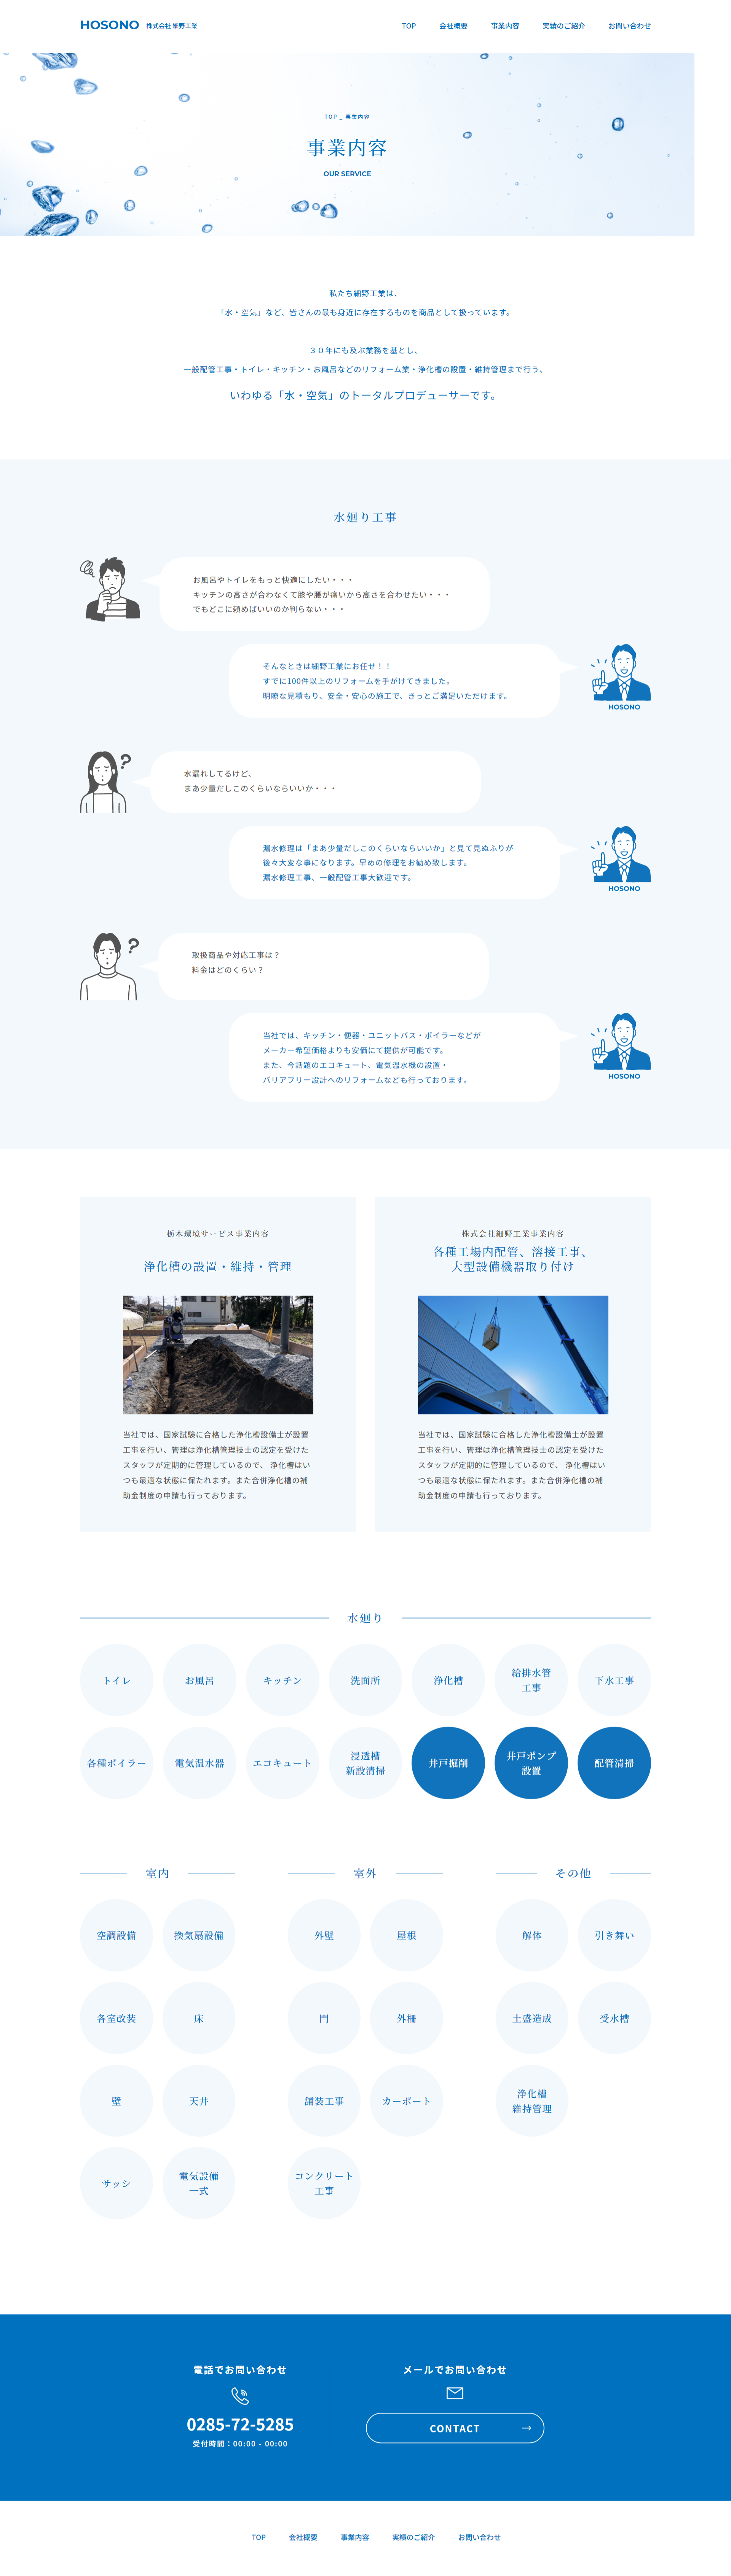 HOSONO 株式会社 細野工業
TOP 会社概要 事業内容 実績のご紹介 お問い合わせ
TOP _ 事業内容
事業内容
OUR SERVICE
私たち細野工業は、
「水・空気」など、皆さんの最も身近に存在するものを商品として扱っています。
３０年にも及ぶ業務を基とし、
一般配管工事・トイレ・キッチン・お風呂などのリフォーム業・浄化槽の設置・維持管理まで行う、
いわゆる「水・空気」のトータルプロデューサーです。
水廻り工事
お風呂やトイレをもっと快適にしたい・・・
キッチンの高さが合わなくて膝や腰が痛いから高さを合わせたい・・・
でもどこに頼めばいいのか判らない・・・
そんなときは細野工業にお任せ！！
すでに100件以上のリフォームを手がけてきました。
明瞭な見積もり、安全・安心の施工で、きっとご満足いただけます。
HOSONO
水漏れしてるけど、
まあ少量だしこのくらいならいいか・・・
漏水修理は「まあ少量だしこのくらいならいいか」と見て見ぬふりが
後々大変な事になります。早めの修理をお勧め致します。
漏水修理工事、一般配管工事大歓迎です。
HOSONO
取扱商品や対応工事は？
料金はどのくらい？
当社では、キッチン・便器・ユニットバス・ボイラーなどが
メーカー希望価格よりも安価にて提供が可能です。
また、今話題のエコキュート、電気温水機の設置・
バリアフリー設計へのリフォームなども行っております。
HOSONO
栃木環境サービス事業内容
浄化槽の設置・維持・管理
当社では、国家試験に合格した浄化槽設備士が設置
工事を行い、管理は浄化槽管理技士の認定を受けた
スタッフが定期的に管理しているので、 浄化槽はい
つも最適な状態に保たれます。また合併浄化槽の補
助金制度の申請も行っております。
株式会社細野工業事業内容
各種工場内配管、溶接工事、
大型設備機器取り付け
当社では、国家試験に合格した浄化槽設備士が設置
工事を行い、管理は浄化槽管理技士の認定を受けた
スタッフが定期的に管理しているので、 浄化槽はい
つも最適な状態に保たれます。また合併浄化槽の補
助金制度の申請も行っております。
水廻り
トイレ
お風呂
キッチン
洗面所
浄化槽
給排水管
工事
下水工事
各種ボイラー
電気温水器
エコキュート
浸透槽
新設清掃
井戸掘削
井戸ポンプ
設置
配管清掃
室内
空調設備
換気扇設備
各室改装
床
壁
天井
サッシ
電気設備
一式
室外
外壁
屋根
門
外柵
舗装工事
カーポート
コンクリート
工事
その他
解体
引き舞い
土盛造成
受水槽
浄化槽
維持管理
電話でお問い合わせ
0285-72-5285
受付時間：00:00 - 00:00
メールでお問い合わせ
CONTACT
TOP 会社概要 事業内容 実績のご紹介 お問い合わせ